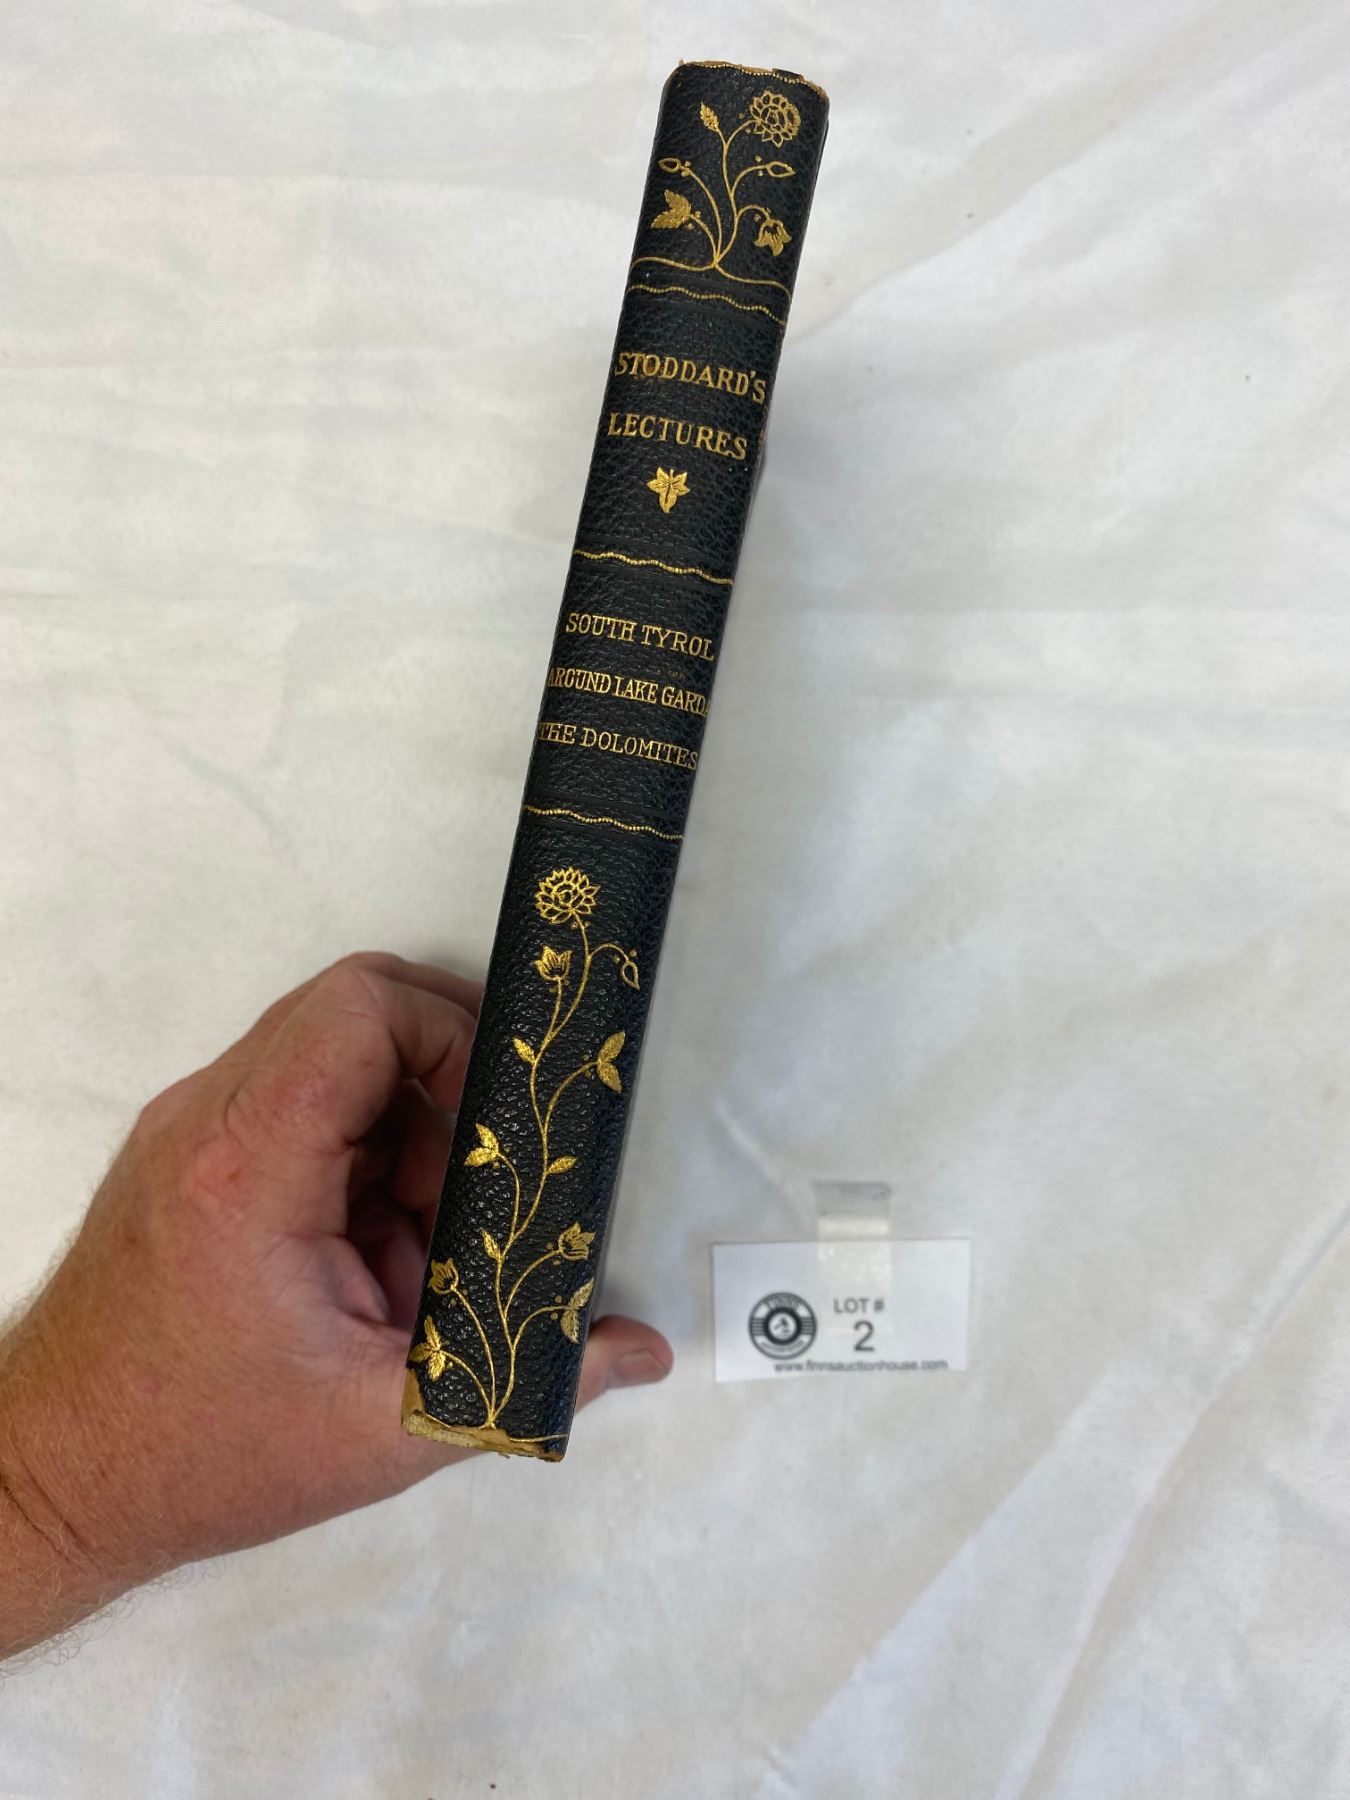 STODDARD'S
LECTURES
SOUTH TYROL
AROUND LAKE GARDA
THE DOLOMITES
LOT #
2
www.finnsauctionhouse.com